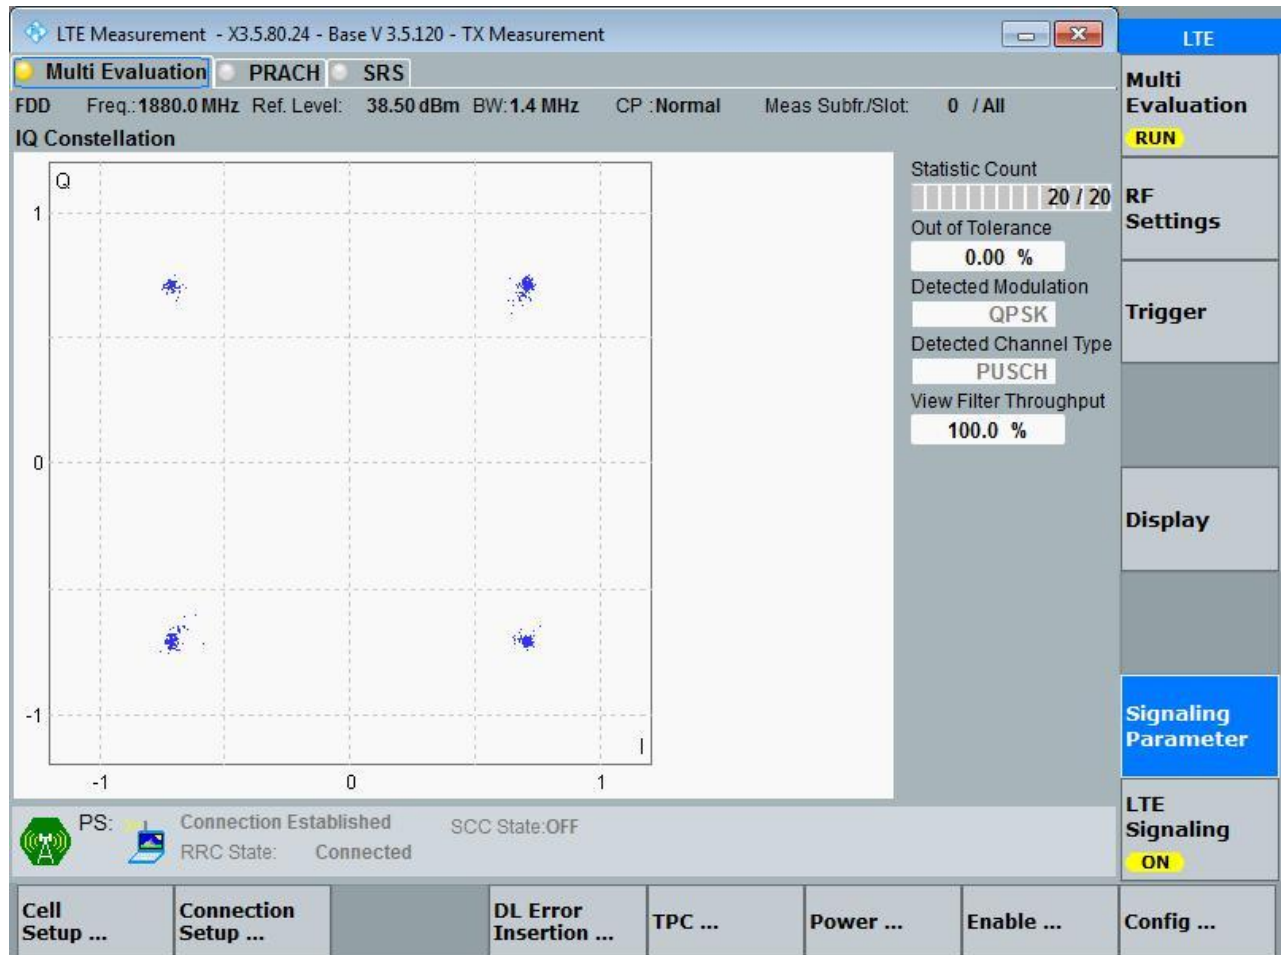 LTE Measurement - X3.5.80.24 - Base V 3.5.120 - TX Measurement
LTE
Multi Evaluation PRACH SRS
FDD Freq.:1880.0 MHz Ref. Level: 38.50 dBm BW:1.4 MHz CP :Normal Meas Subfr./Slot: 0 / All
IQ Constellation
Q
1
0
-1
I
-1 0 1
Statistic Count
20 / 20
Out of Tolerance
0.00 %
Detected Modulation
QPSK
Detected Channel Type
PUSCH
View Filter Throughput
100.0 %
Multi
Evaluation
RUN
RF
Settings
Trigger
Display
Signaling
Parameter
LTE
Signaling
ON
PS: Connection Established SCC State:OFF
RRC State: Connected
Cell
Setup ...
Connection
Setup ...
DL Error
Insertion ...
TPC ...
Power ...
Enable ...
Config ...